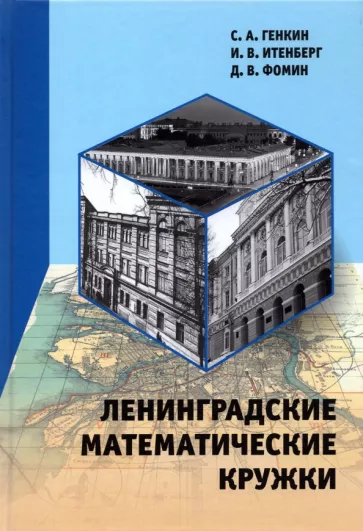 С. А. ГЕНКИН
И. В. ИТЕНБЕРГ
Д. В. ФОМИН
ЛЕНИНГРАДСКИЕ
МАТЕМАТИЧЕСКИЕ
КРУЖКИ